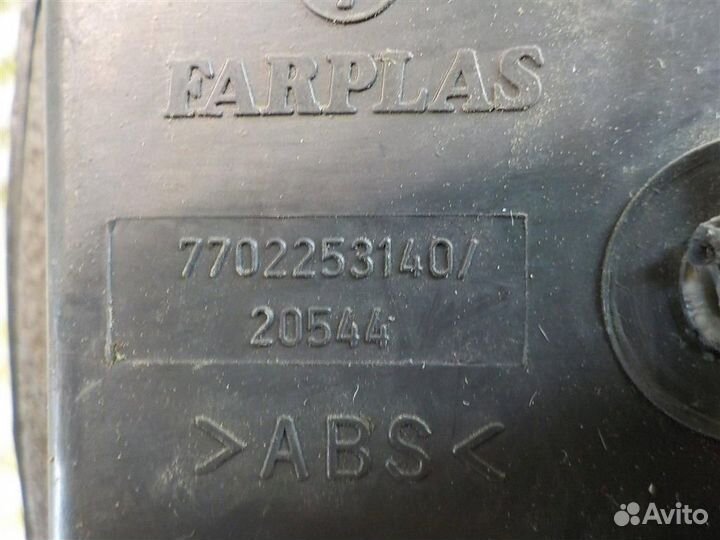 FARPLAS
7702253140/
20544
>ABS<
Avito